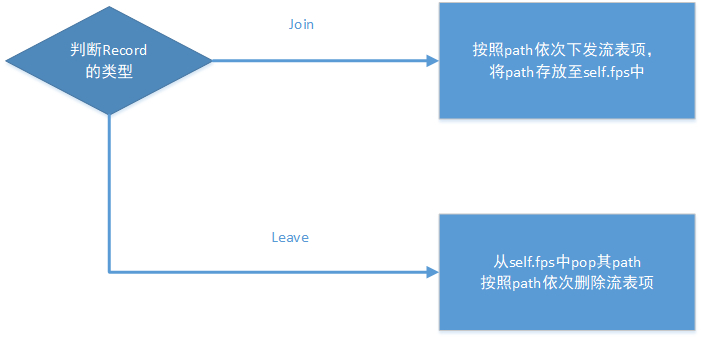 判断Record
的类型
Join
按照path依次下发流表项，
将path存放至self.fps中
Leave
从self.fps中pop其path
按照path依次删除流表项